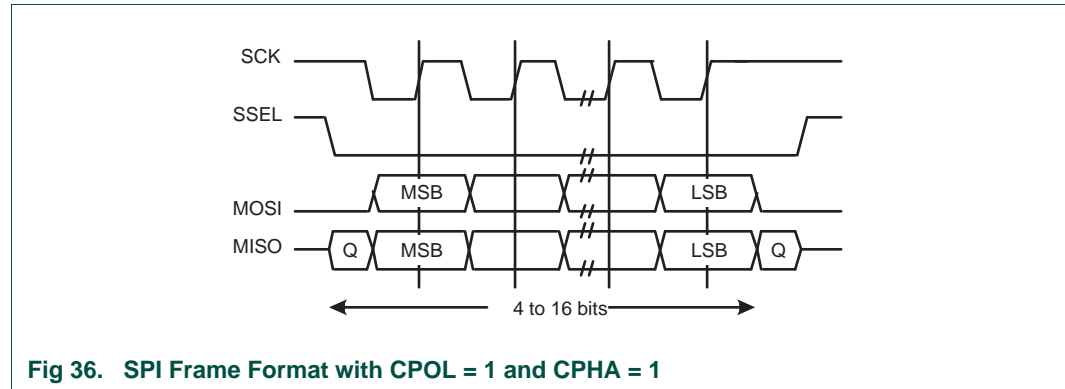 SCK
SSEL
MOSI MSB LSB
MISO Q MSB LSB Q
4 to 16 bits
Fig 36. SPI Frame Format with CPOL = 1 and CPHA = 1